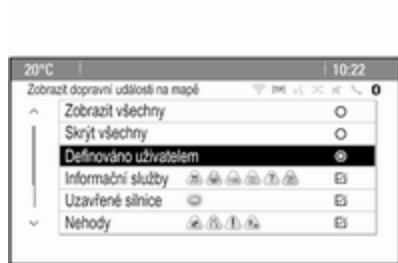 20°C 10:22
Zobrazit dopravní události na mapě
Zobrazit všechny
Skrýt všechny
Definováno uživatelem
Informační služby
Uzavřené silnice
Nehody